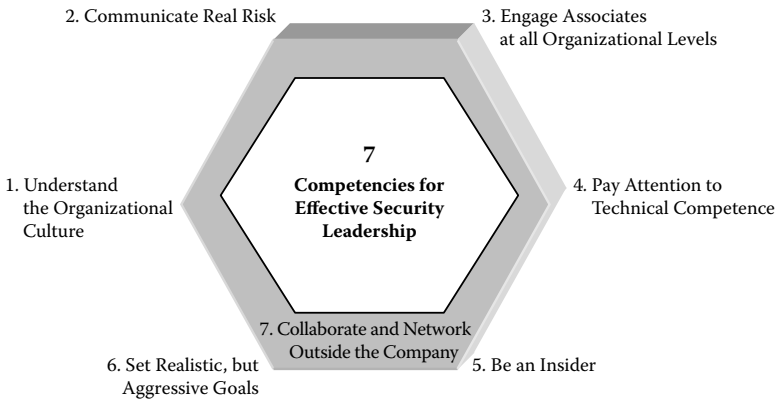 2. Communicate Real Risk
3. Engage Associates
at all Organizational Levels
7
Competencies for
Effective Security
Leadership
1. Understand
the Organizational
Culture
4. Pay Attention to
Technical Competence
7. Collaborate and Network
Outside the Company
6. Set Realistic, but
Aggressive Goals
5. Be an Insider